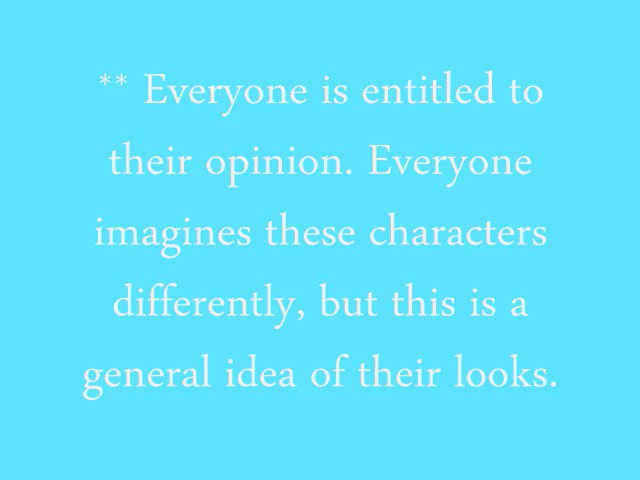 ** Everyone is entitled to
their opinion. Everyone
imagines these characters
differently, but this is a
general idea of their looks.